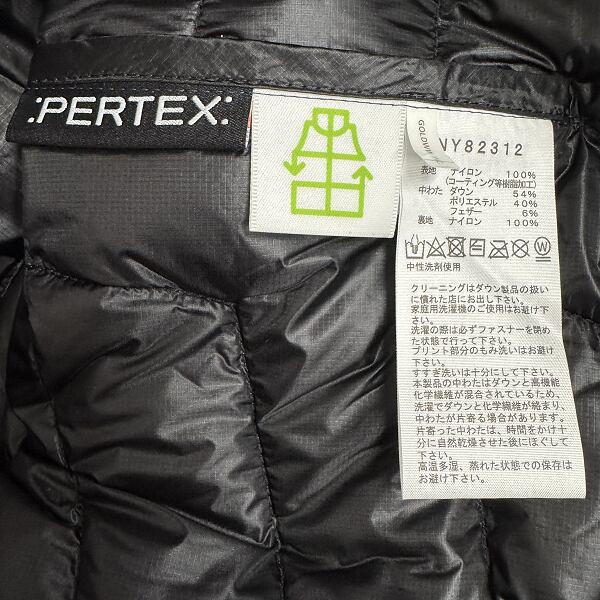 :PERTEX:
GOLDWIN
NY82312
表地 ナイロン 100%
(コーティング等樹脂加工)
中わた ダウン 54%
ポリエステル 40%
フェザー 6%
裏地 ナイロン 100%
中性洗剤使用
クリーニングはダウン製品の扱い
に慣れた店にお出し下さい。
家庭用洗濯機のご使用はお避け下
さい。
洗濯の際は必ずファスナーを閉め
た状態で行って下さい。
プリント部分のもみ洗いはお避け
下さい。
すすぎ洗いは十分にして下さい。
本製品の中わたはダウンと高機能
化学繊維が混合されているため、
洗濯でダウンと化学繊維が絡まり、
中わたが片寄る場合があります。
片寄った中わたは、時間をかけ十
分に自然乾燥させた後にほぐして
下さい。
高温多湿、蒸れた状態での保存は
お避け下さい。